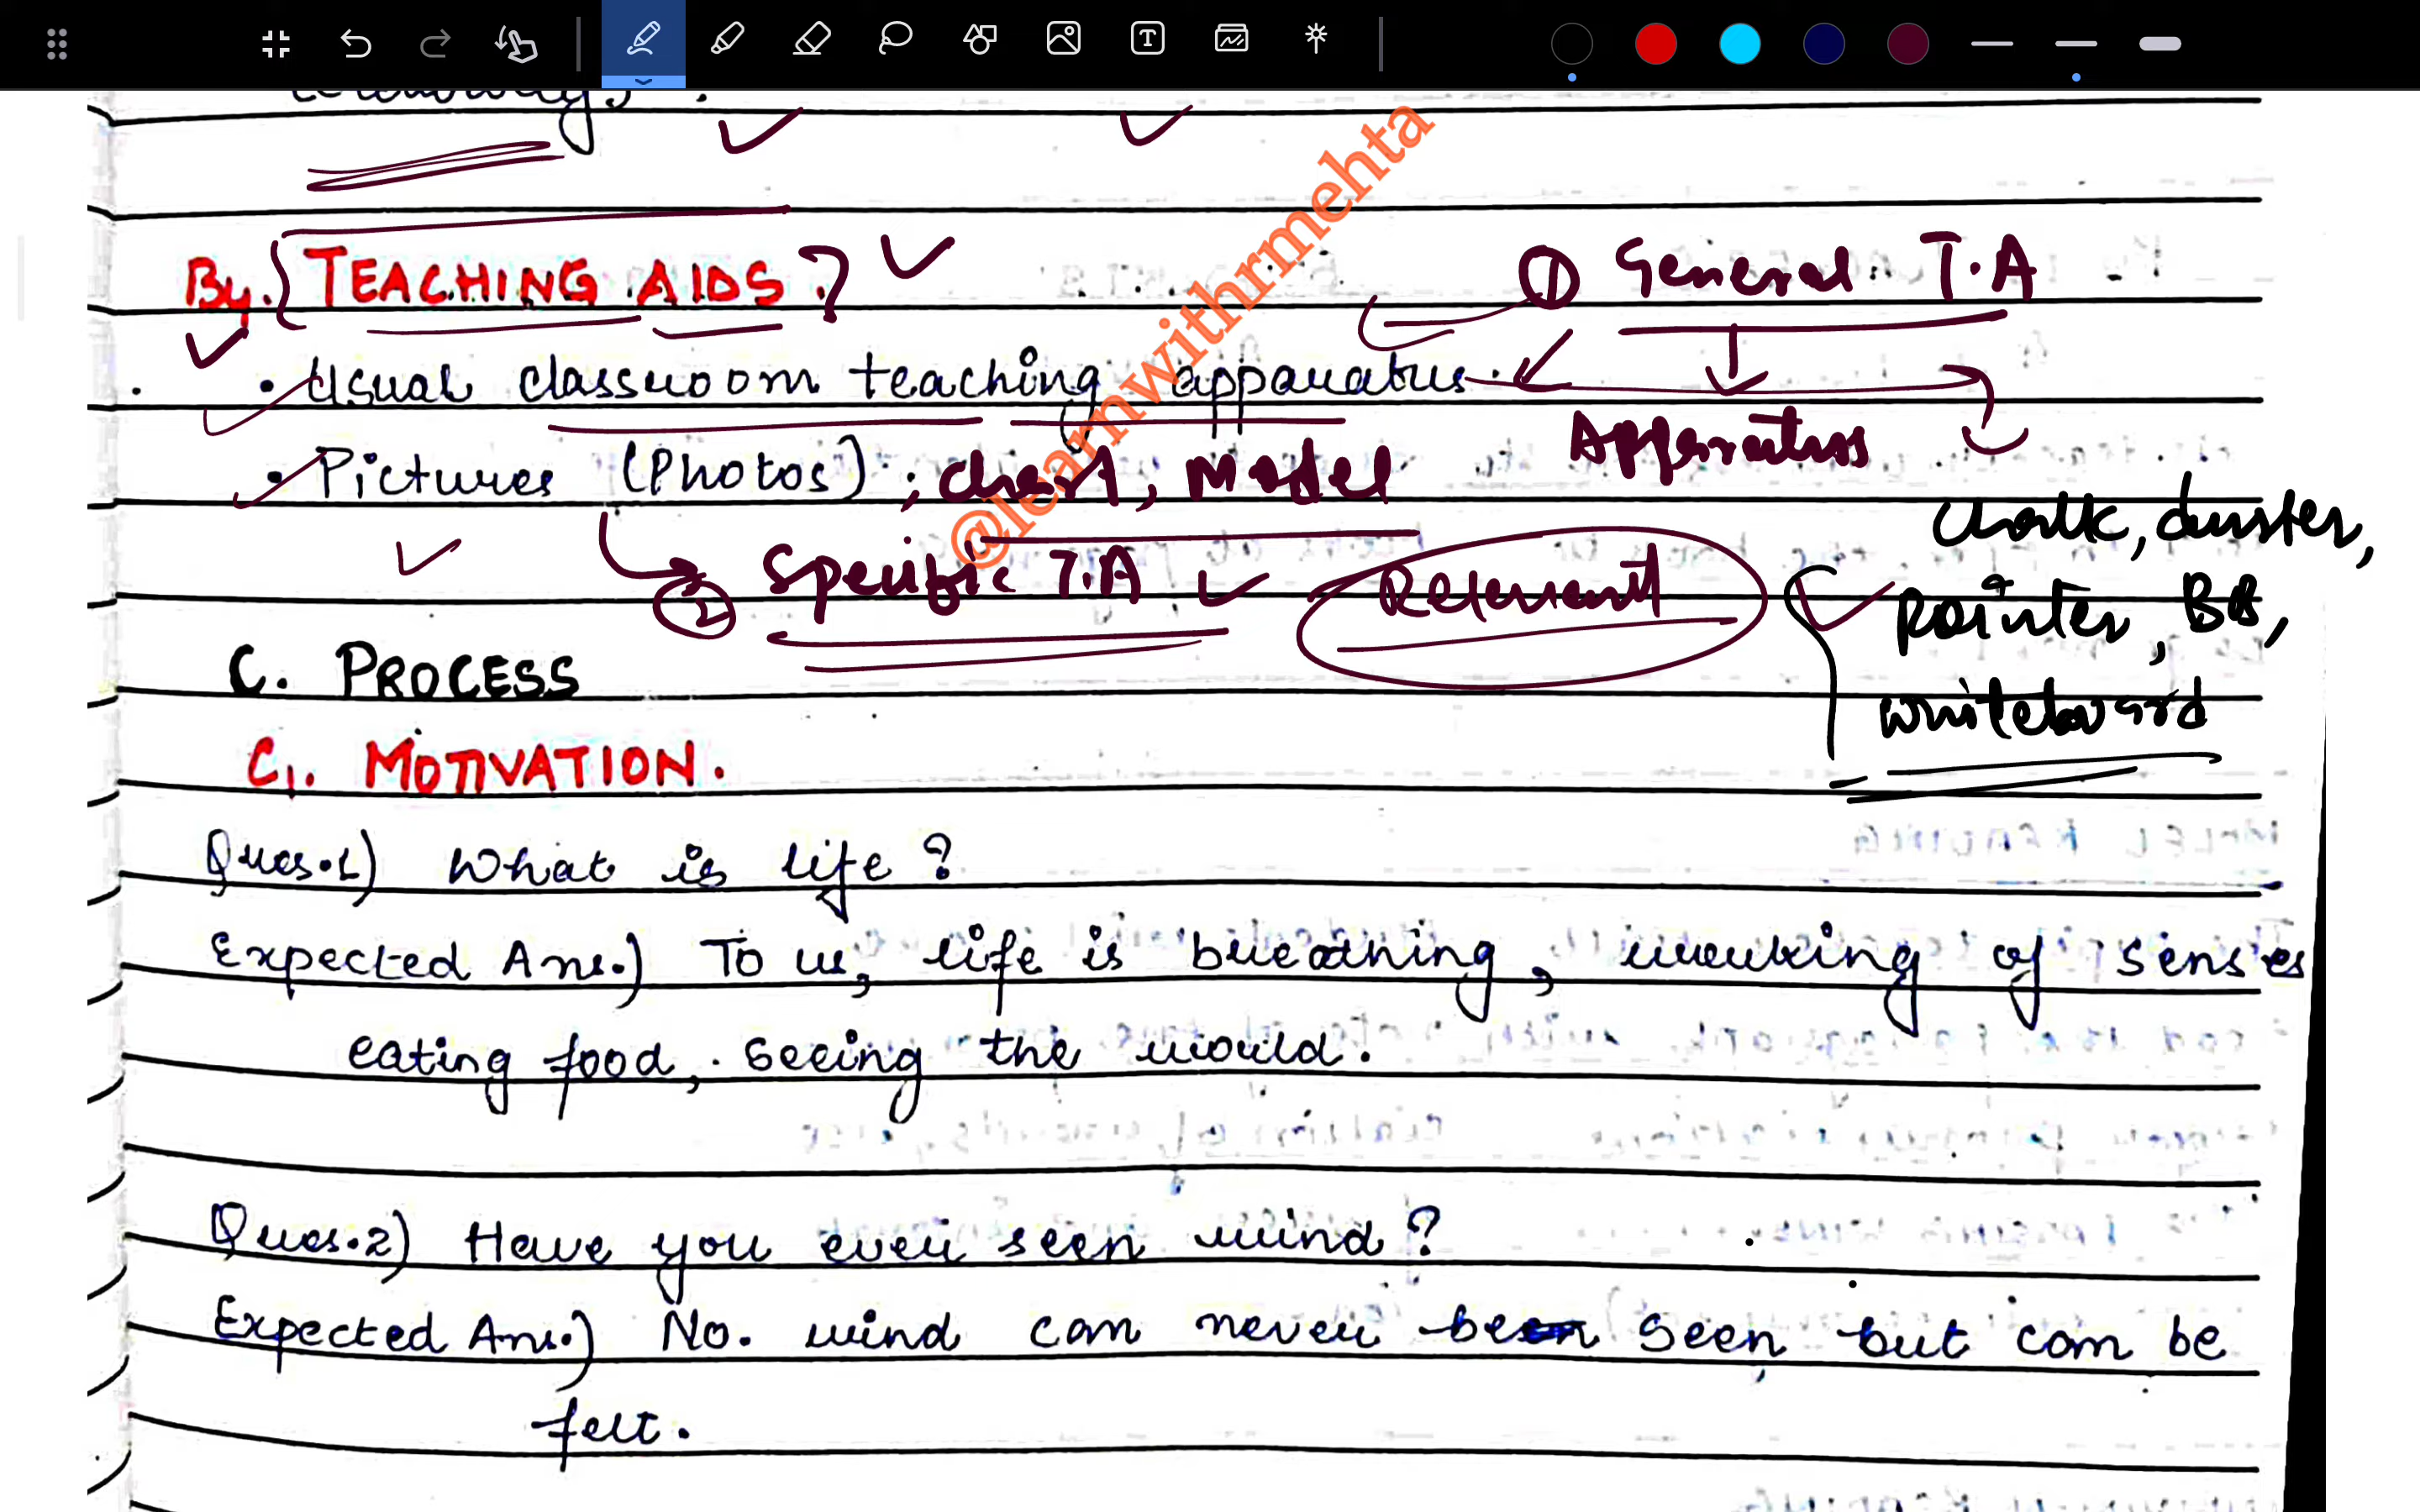 By. TEACHING AIDS.
① General T.A
• Usual classroom teaching apparatus.
Apparatus
• Pictures (Photos) ; chart, Model
chalk, duster,
② Specific T.A
Relevant
pointer, BB,
whiteboard
C. PROCESS
C1. MOTIVATION.
Ques.1) What is life?
Expected Ans.) To us, life is breathing, working of senses
eating food, seeing the world.
Ques.2) Have you ever seen wind?
Expected Ans.) No. wind can never be seen but can be
felt.
@learnwithrmehta